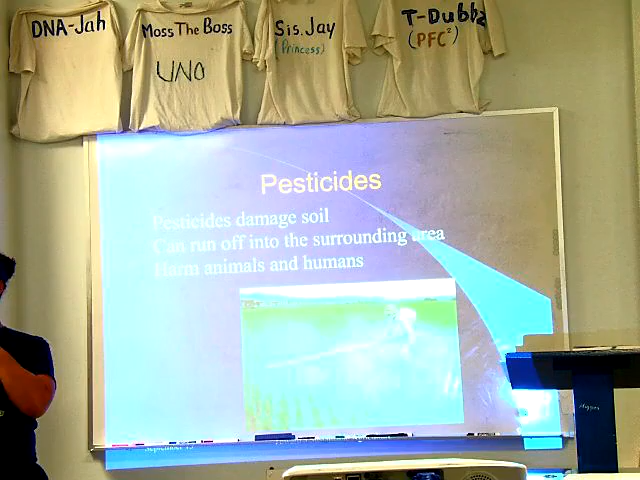 DNA-Jah
Moss The Boss
UNO
Sis. Jay
(Princess)
T-Dubbz
(PFC²)
Pesticides
Pesticides damage soil
Can run off into the surrounding area
Harm animals and humans